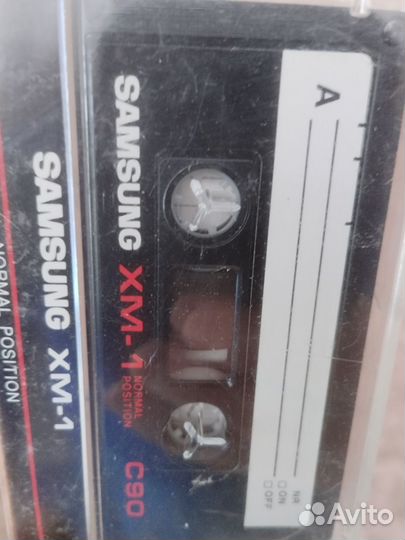 A
NR
□ON
□OFF
SAMSUNG XM-1 NORMAL
POSITION C90
SAMSUNG XM-1
NORMAL POSITION
Avito